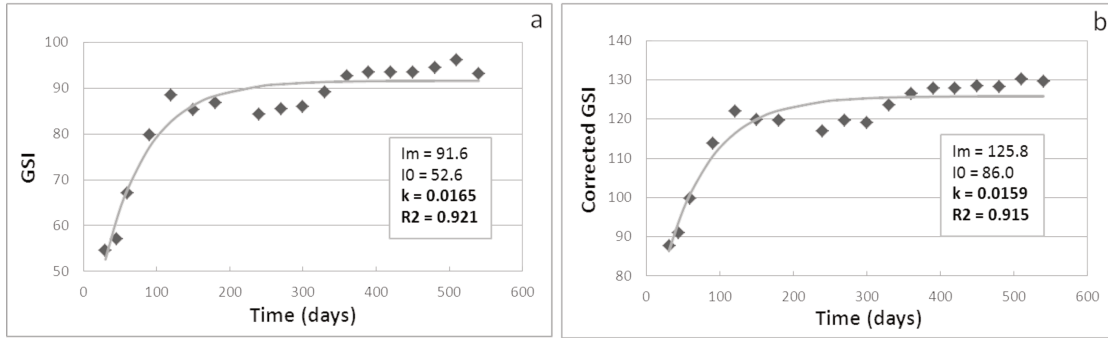 a
100
90
80
70
60
50
GSI
0 100 200 300 400 500 600
Time (days)
Im = 91.6
I0 = 52.6
k = 0.0165
R2 = 0.921
b
140
130
120
110
100
90
80
Corrected GSI
0 100 200 300 400 500 600
Time (days)
Im = 125.8
I0 = 86.0
k = 0.0159
R2 = 0.915